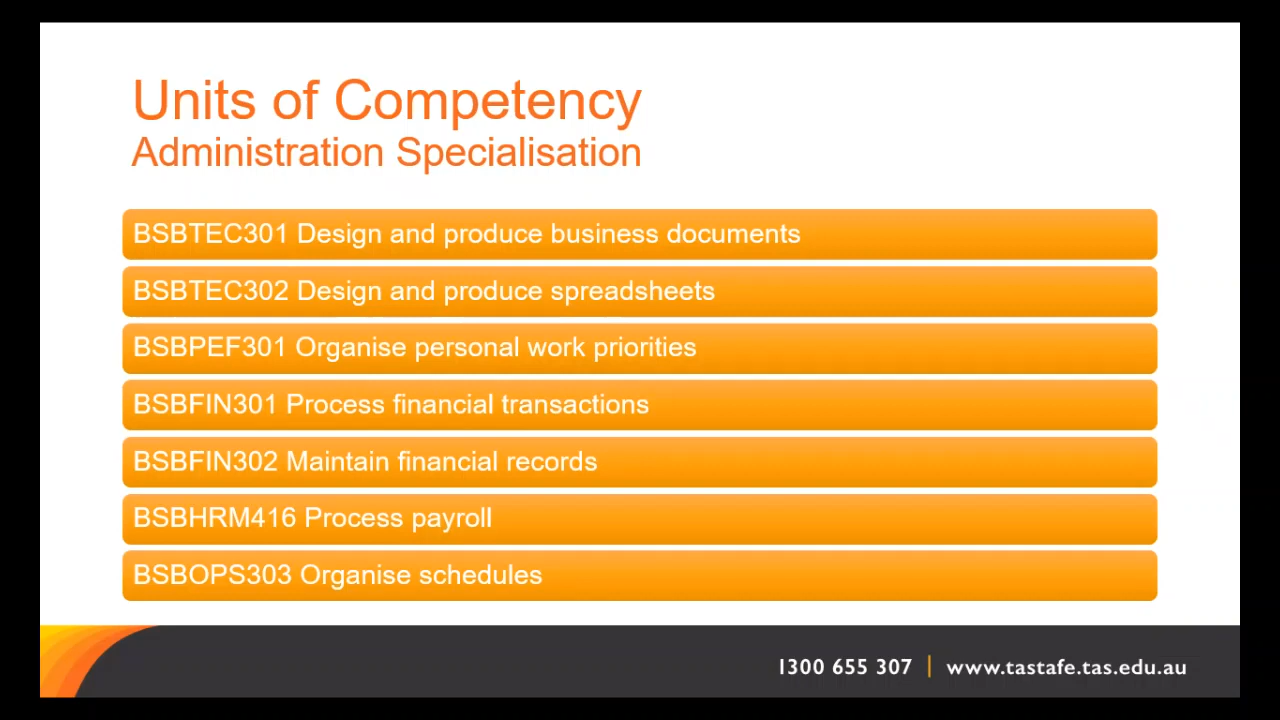 Units of Competency
Administration Specialisation
BSBTEC301 Design and produce business documents
BSBTEC302 Design and produce spreadsheets
BSBPEF301 Organise personal work priorities
BSBFIN301 Process financial transactions
BSBFIN302 Maintain financial records
BSBHRM416 Process payroll
BSBOPS303 Organise schedules
1300 655 307 | www.tastafe.tas.edu.au